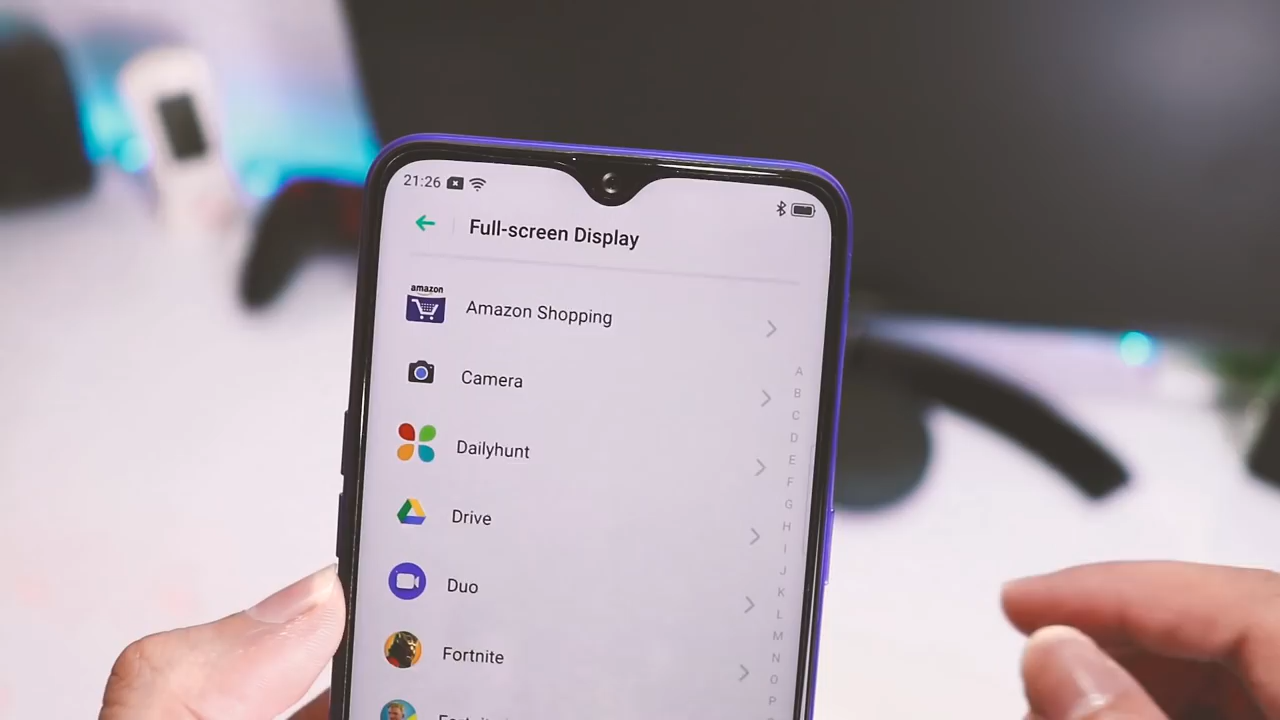 21:26
Full-screen Display
amazon
Amazon Shopping
Camera
Dailyhunt
Drive
Duo
Fortnite
A
B
C
D
E
F
G
H
I
J
K
L
M
N
O
P